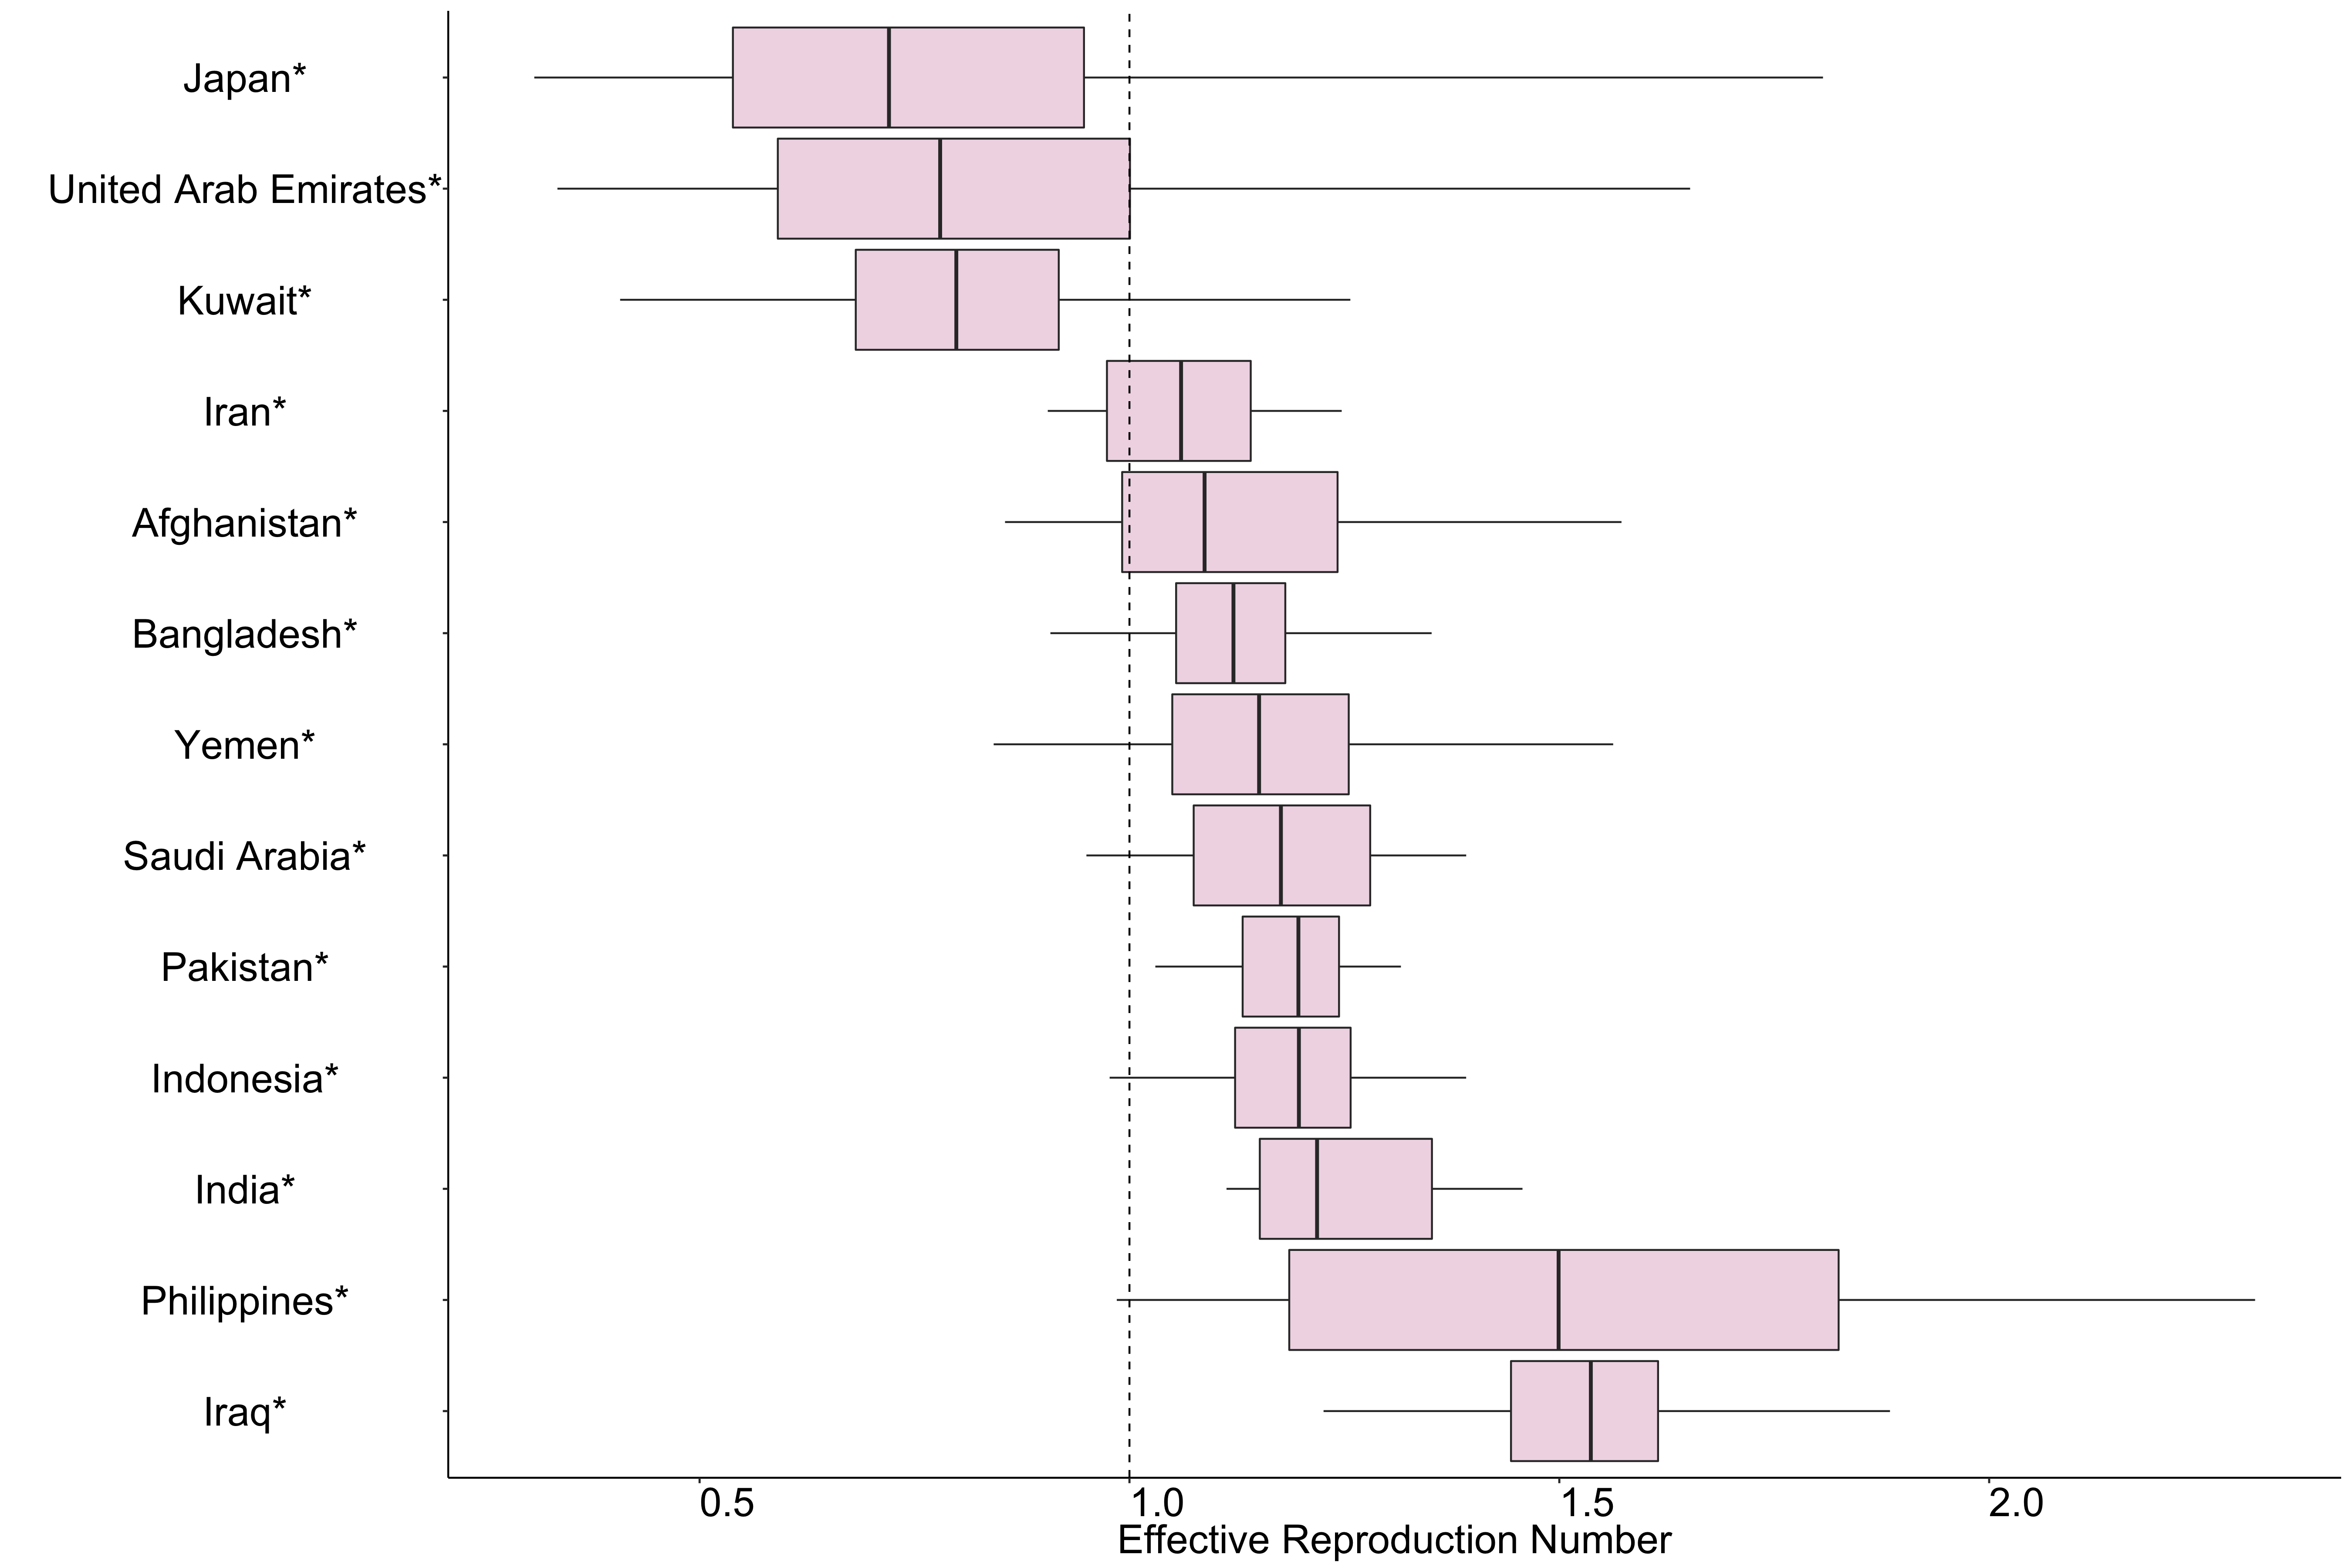 Japan*
United Arab Emirates*
Kuwait*
Iran*
Afghanistan*
Bangladesh*
Yemen*
Saudi Arabia*
Pakistan*
Indonesia*
India*
Philippines*
Iraq*
0.5 1.0 1.5 2.0
Effective Reproduction Number